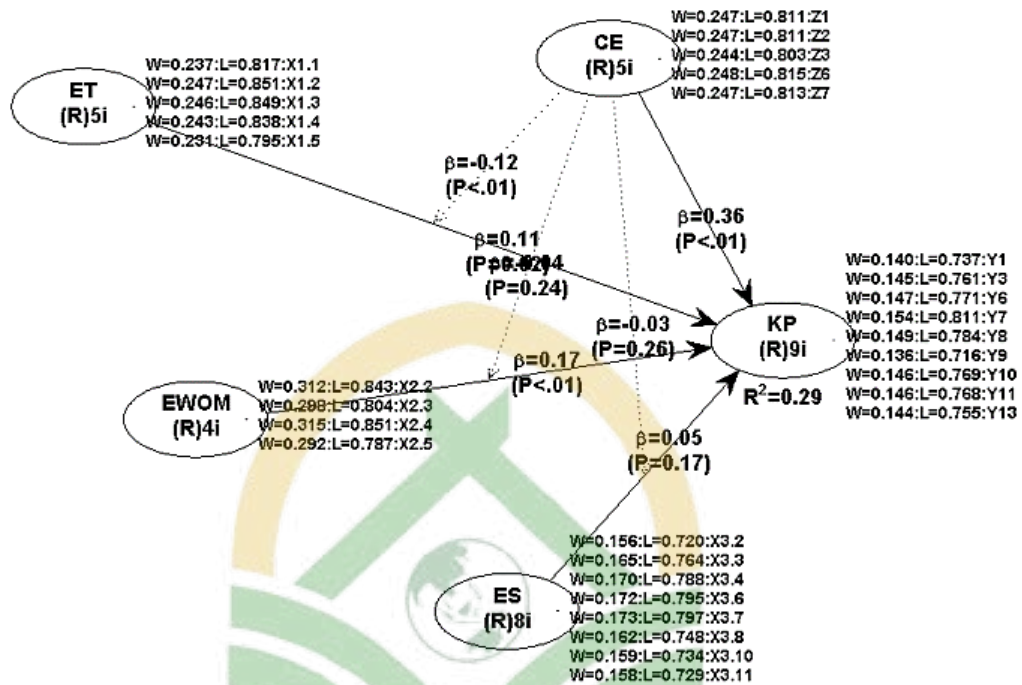 W=0.247:L=0.811:Z1
W=0.247:L=0.811:Z2
W=0.244:L=0.803:Z3
W=0.248:L=0.815:Z6
W=0.247:L=0.813:Z7
CE
(R)5i
W=0.237:L=0.817:X1.1
W=0.247:L=0.851:X1.2
W=0.246:L=0.849:X1.3
W=0.243:L=0.838:X1.4
W=0.231:L=0.795:X1.5
ET
(R)5i
β=-0.12
(P<.01)
β=0.36
(P<.01)
β=0.11
(P=0.24)
W=0.140:L=0.737:Y1
W=0.145:L=0.761:Y3
W=0.147:L=0.771:Y6
W=0.154:L=0.811:Y7
W=0.149:L=0.784:Y8
W=0.136:L=0.716:Y9
W=0.146:L=0.769:Y10
W=0.146:L=0.768:Y11
W=0.144:L=0.755:Y13
KP
(R)9i
R²=0.29
β=-0.03
(P=0.26)
β=0.17
(P<.01)
W=0.312:L=0.843:X2.2
W=0.298:L=0.804:X2.3
W=0.315:L=0.851:X2.4
W=0.292:L=0.787:X2.5
EWOM
(R)4i
β=0.05
(P=0.17)
W=0.156:L=0.720:X3.2
W=0.165:L=0.764:X3.3
W=0.170:L=0.788:X3.4
W=0.172:L=0.795:X3.6
W=0.173:L=0.797:X3.7
W=0.162:L=0.748:X3.8
W=0.159:L=0.734:X3.10
W=0.158:L=0.729:X3.11
ES
(R)8i